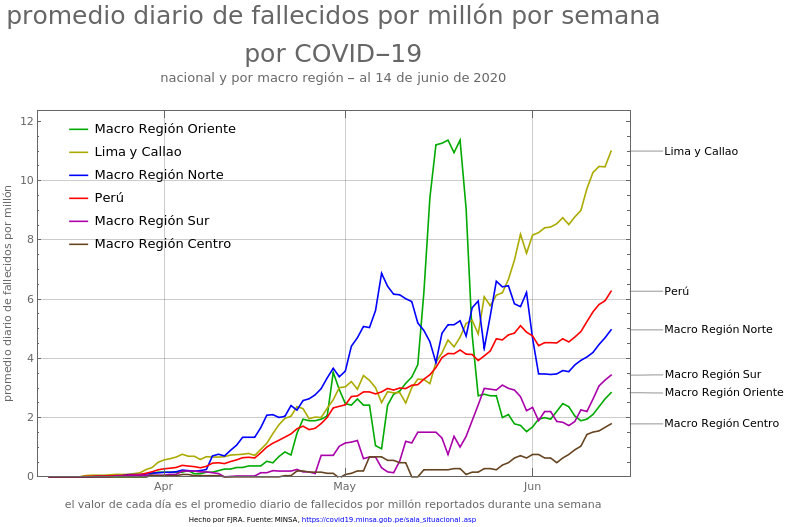 promedio diario de fallecidos por millón por semana
por COVID−19
nacional y por macro región − al 14 de junio de 2020
promedio diario de fallecidos por millón
12
10
8
6
4
2
0
Macro Región Oriente
Lima y Callao
Macro Región Norte
Perú
Macro Región Sur
Macro Región Centro
Lima y Callao
Perú
Macro Región Norte
Macro Región Sur
Macro Región Oriente
Macro Región Centro
Apr
May
Jun
el valor de cada día es el promedio diario de fallecidos por millón reportados durante una semana
Hecho por FJRA. Fuente: MINSA, https://covid19.minsa.gob.pe/sala_situacional.asp